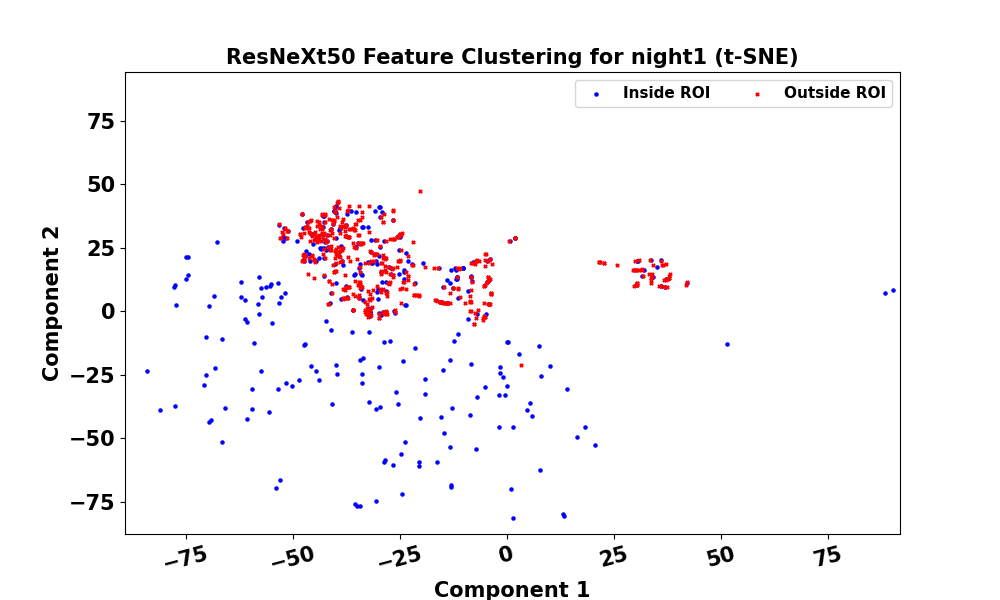 ResNeXt50 Feature Clustering for night1 (t-SNE)
Inside ROI
Outside ROI
75
50
25
0
−25
−50
−75
Component 2
−75
−50
−25
0
25
50
75
Component 1